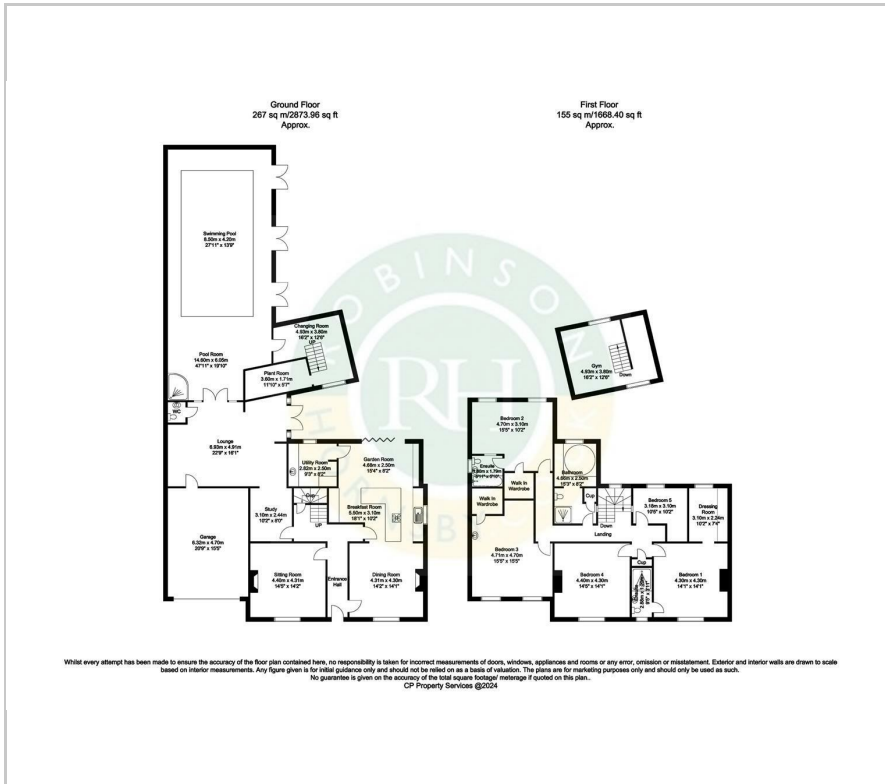 Ground Floor
267 sq m/2873.96 sq ft
Approx.
First Floor
155 sq m/1668.40 sq ft
Approx.
Swimming Pool
8.50m x 4.20m
27'11" x 13'9"
Changing Room
4.93m x 3.80m
16'2" x 12'6"
UP
Pool Room
14.60m x 6.05m
47'11" x 19'10"
Plant Room
3.60m x 1.71m
11'10" x 5'7"
WC
Lounge
6.93m x 4.91m
22'9" x 16'1"
Utility Room
2.82m x 2.50m
9'3" x 8'2"
Garden Room
4.68m x 2.50m
15'4" x 8'2"
Cup
Study
3.10m x 2.44m
10'2" x 8'0"
UP
Breakfast Room
5.50m x 3.10m
18'1" x 10'2"
Garage
6.32m x 4.70m
20'9" x 15'5"
Sitting Room
4.40m x 4.31m
14'5" x 14'2"
Entrance
Hall
Dining Room
4.31m x 4.30m
14'2" x 14'1"
Gym
4.93m x 3.80m
16'2" x 12'6"
Down
Bedroom 2
4.70m x 3.10m
15'5" x 10'2"
Ensuite
Walk In
Wardrobe
Bathroom
4.66m x 2.50m
15'3" x 8'2"
Walk In
Wardrobe
Cup
Down
Landing
Bedroom 5
3.18m x 3.10m
10'5" x 10'2"
Dressing
Room
3.10m x 2.24m
10'2" x 7'4"
Bedroom 3
4.71m x 4.70m
15'5" x 15'5"
Bedroom 4
4.40m x 4.30m
14'5" x 14'1"
Cup
Ensuite
Bedroom 1
4.30m x 4.30m
14'1" x 14'1"
ROBINSON
RH
HORNSBY
Whilst every attempt has been made to ensure the accuracy of the floor plan contained here, no responsibility is taken for incorrect measurements of doors, windows, appliances and rooms or any error, omission or misstatement. Exterior and interior walls are drawn to scale
based on interior measurements. Any figure given is for initial guidance only and should not be relied on as a basis of valuation. The plans are for marketing purposes only and should only be used as such.
No guarantee is given on the accuracy of the total square footage/ meterage if quoted on this plan..
CP Property Services @2024